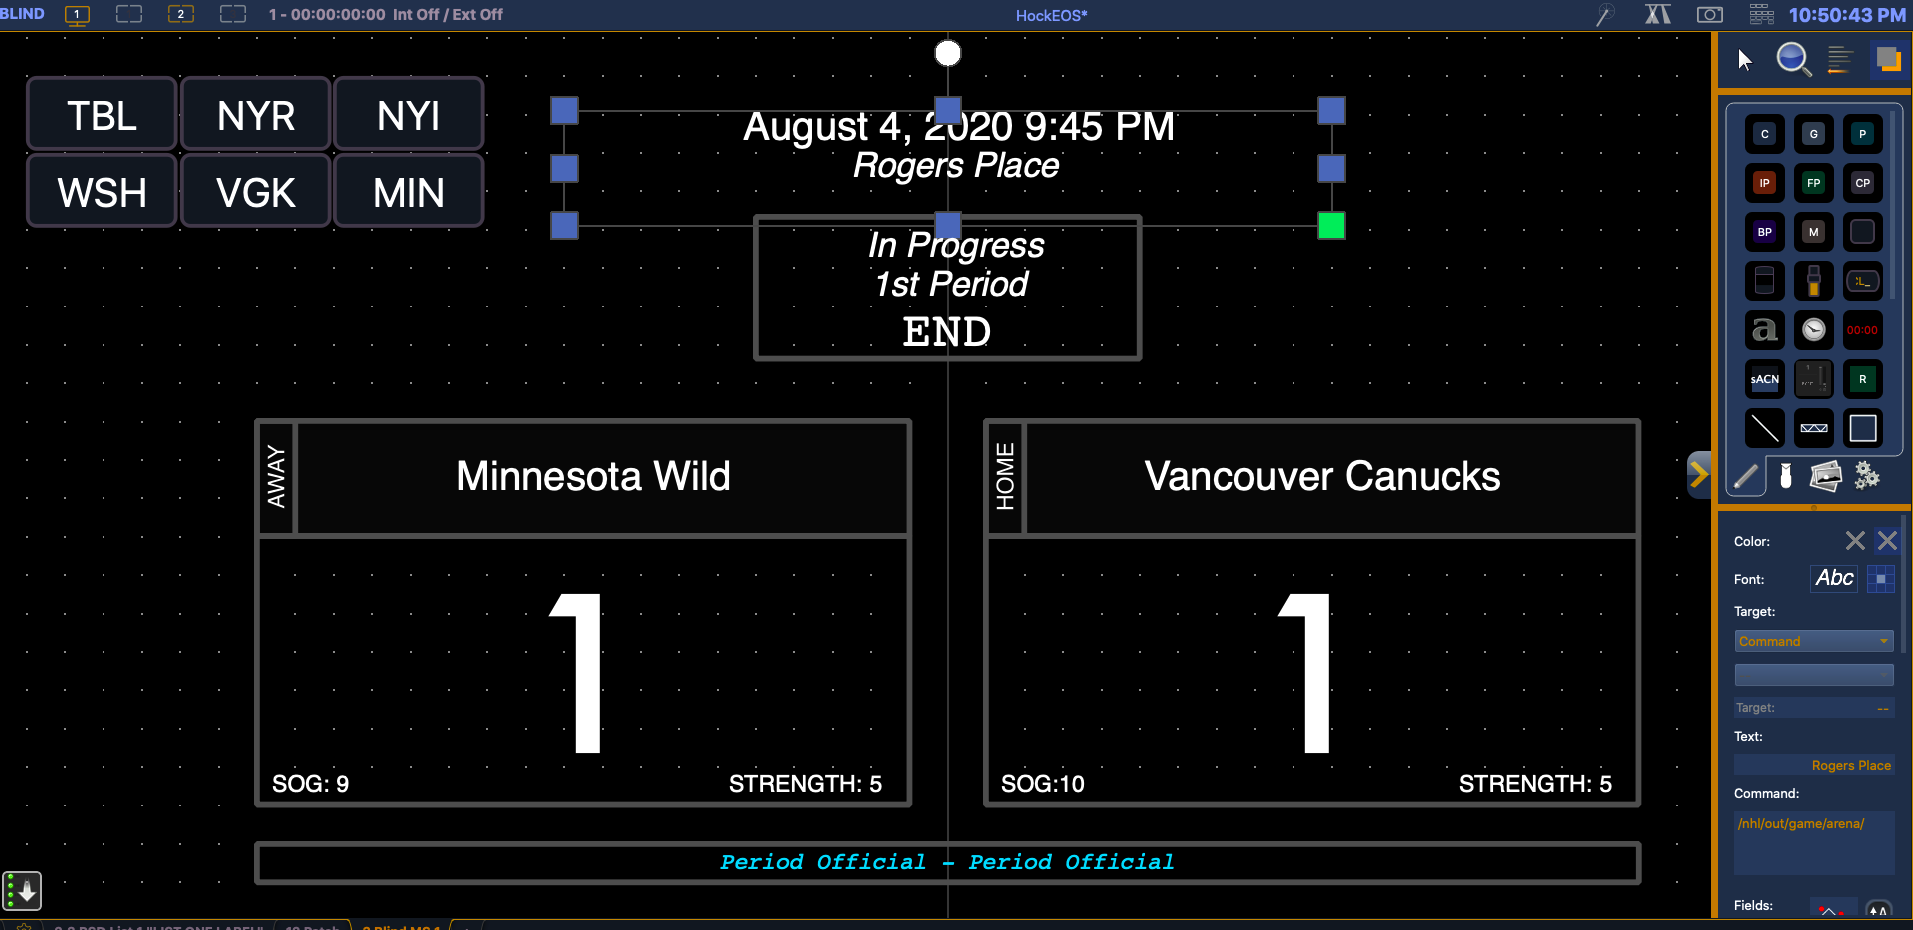 BLIND 1 2 1 - 00:00:00:00 Int Off / Ext Off HockEOS* 10:50:43 PM
TBL NYR NYI
WSH VGK MIN
August 4, 2020 9:45 PM
Rogers Place
In Progress
1st Period
END
AWAY
Minnesota Wild
1
SOG: 9 STRENGTH: 5
HOME
Vancouver Canucks
1
SOG:10 STRENGTH: 5
Period Official - Period Official
C G P
IP FP CP
BP M
:L_
a 00:00
sACN R
Color:
Font: Abc
Target:
Command
Target: --
Text:
Rogers Place
Command:
/nhl/out/game/arena/
Fields: